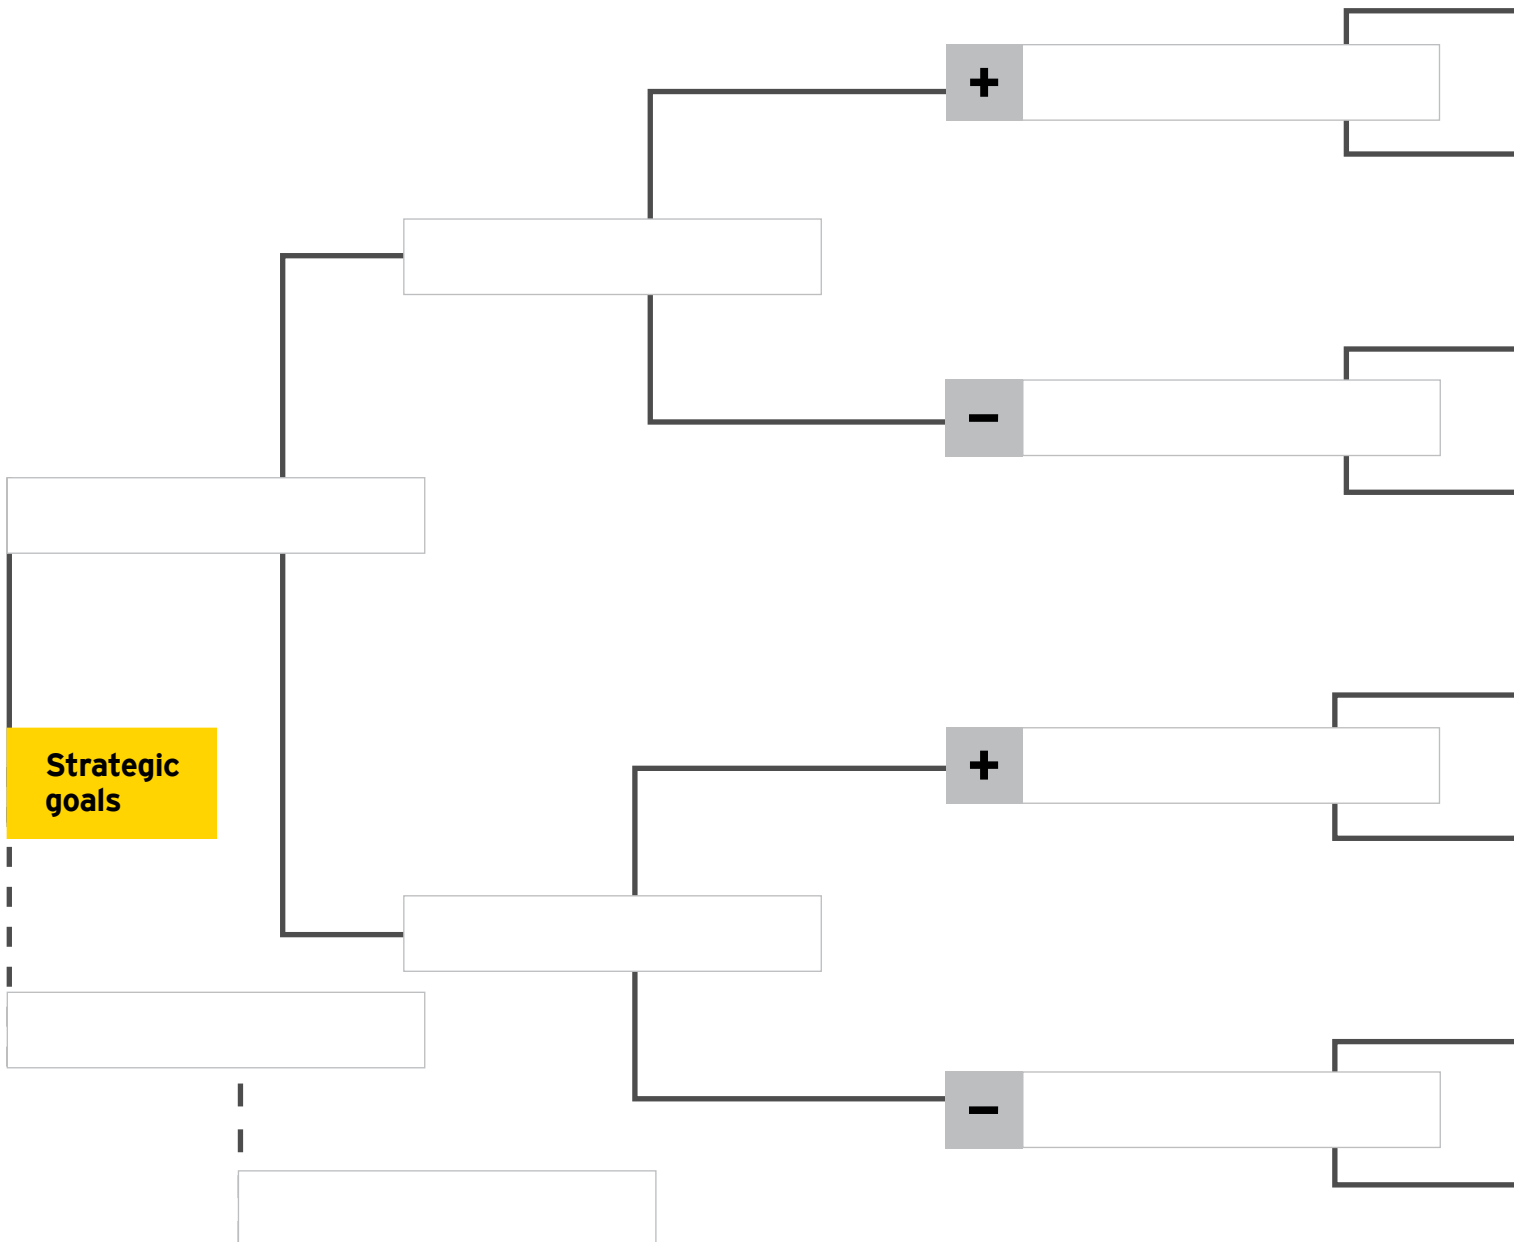 +
–
Strategic
goals
+
–